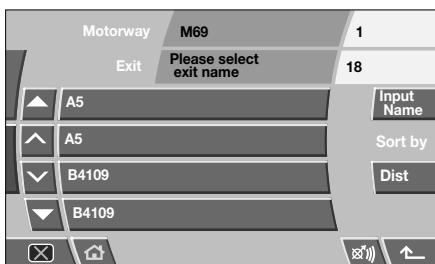 Motorway M69 1
Exit Please select exit name 18
A5
Input Name
A5
Sort by
B4109
Dist
B4109